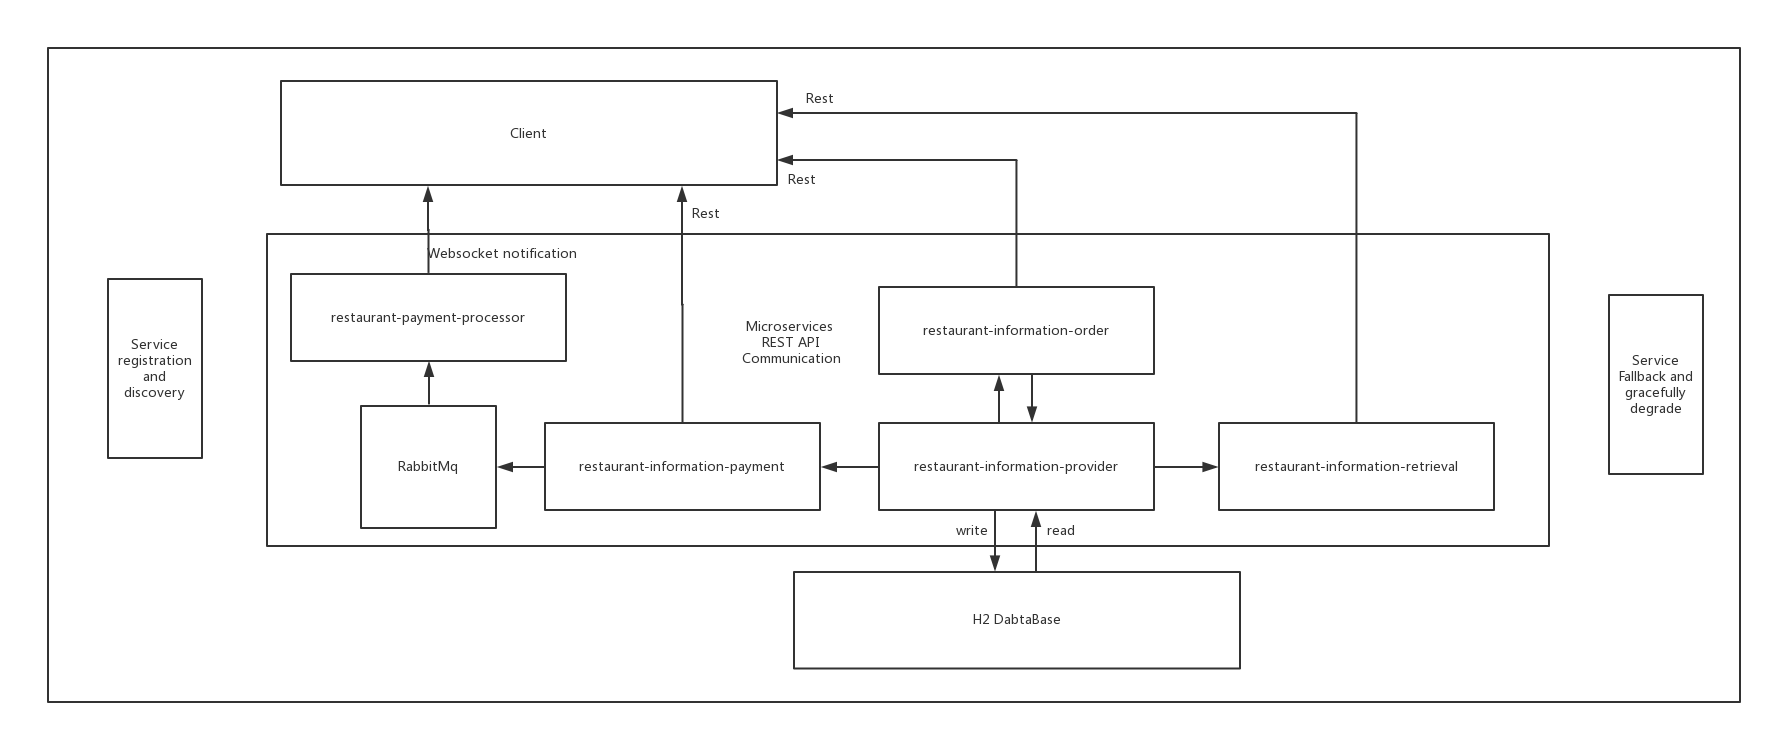 Rest
Client
Rest
Rest
Websocket notification
restaurant-payment-processor
Microservices
REST API
Communication
restaurant-information-order
Service
registration
and
discovery
Service
Fallback and
gracefully
degrade
RabbitMq
restaurant-information-payment
restaurant-information-provider
restaurant-information-retrieval
write
read
H2 DabtaBase